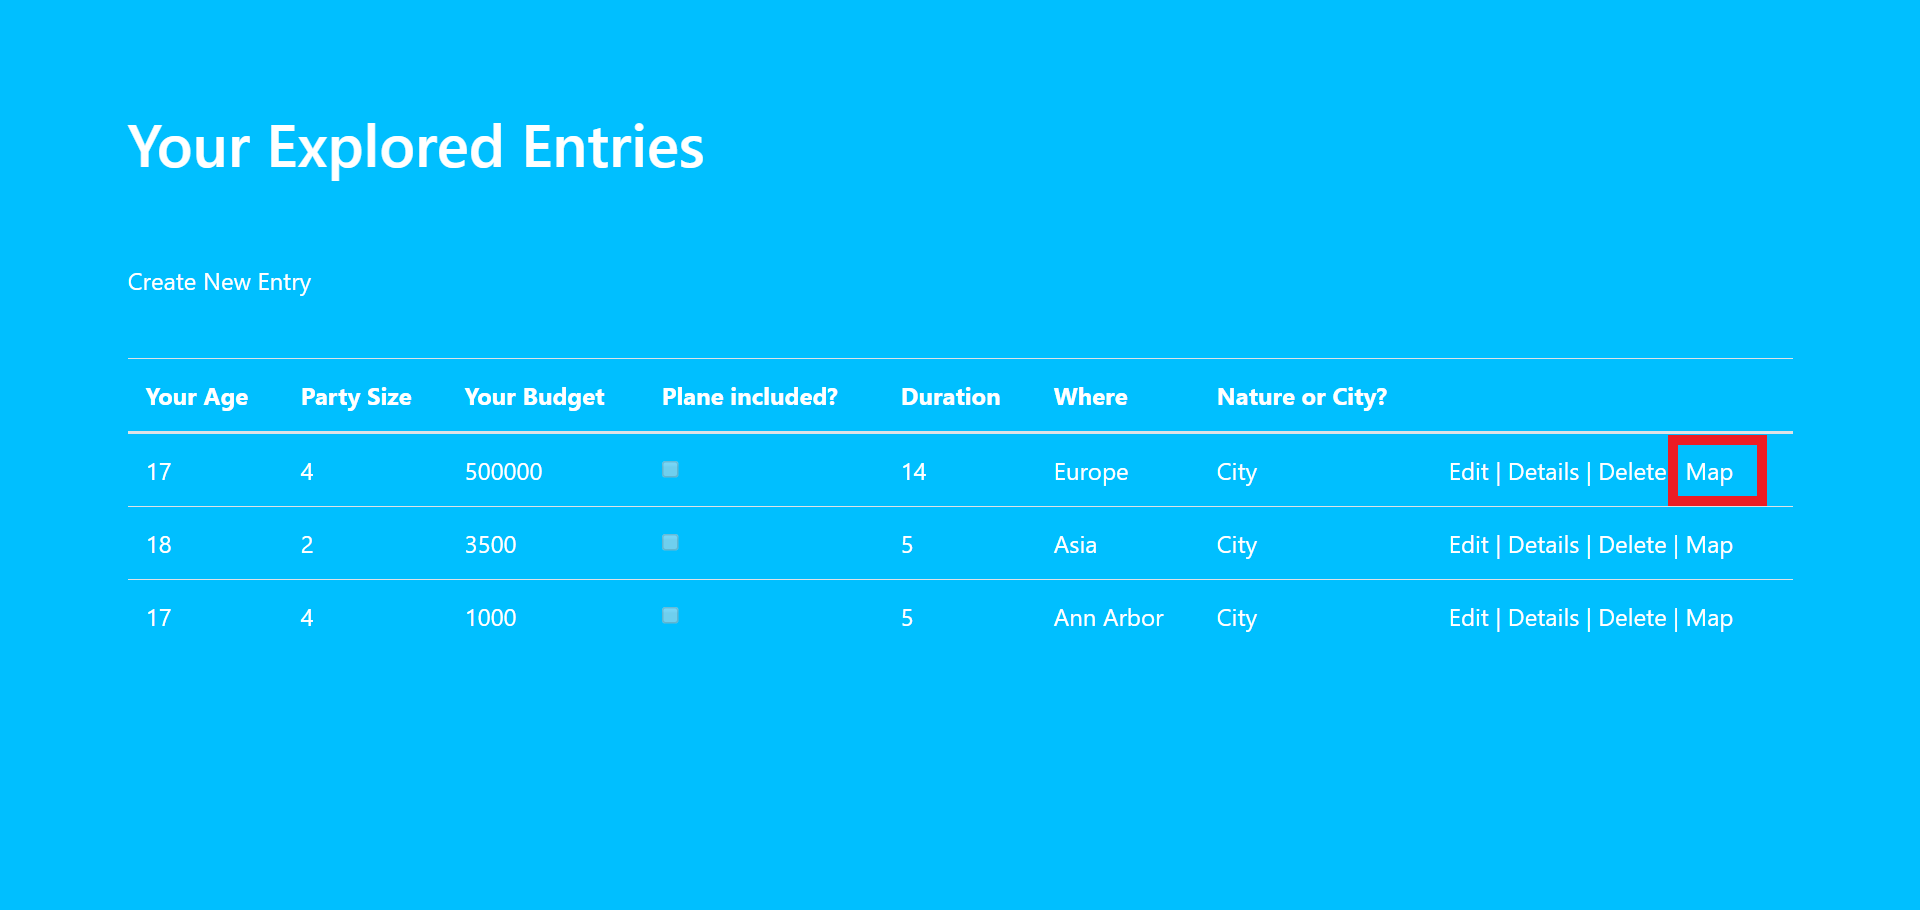 Your Explored Entries
Create New Entry
Your Age Party Size Your Budget Plane included? Duration Where Nature or City?
17 4 500000 14 Europe City Edit | Details | Delete Map
18 2 3500 5 Asia City Edit | Details | Delete | Map
17 4 1000 5 Ann Arbor City Edit | Details | Delete | Map